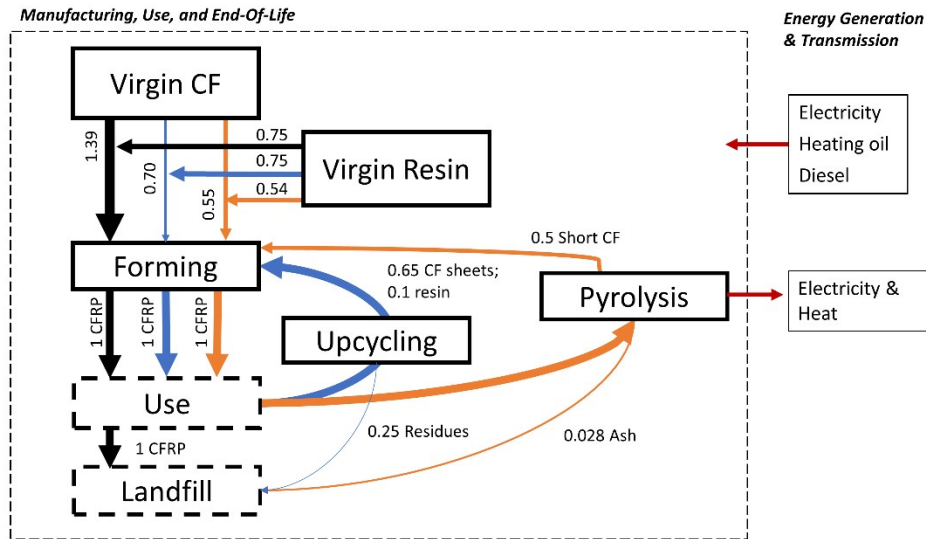 Manufacturing, Use, and End-Of-Life
Energy Generation
& Transmission
Virgin CF
1.39
0.70
0.55
0.75
0.75
0.54
Virgin Resin
Electricity
Heating oil
Diesel
Forming
0.5 Short CF
0.65 CF sheets;
0.1 resin
Pyrolysis
Electricity &
Heat
1 CFRP
1 CFRP
1 CFRP
Upcycling
Use
0.25 Residues
0.028 Ash
1 CFRP
Landfill